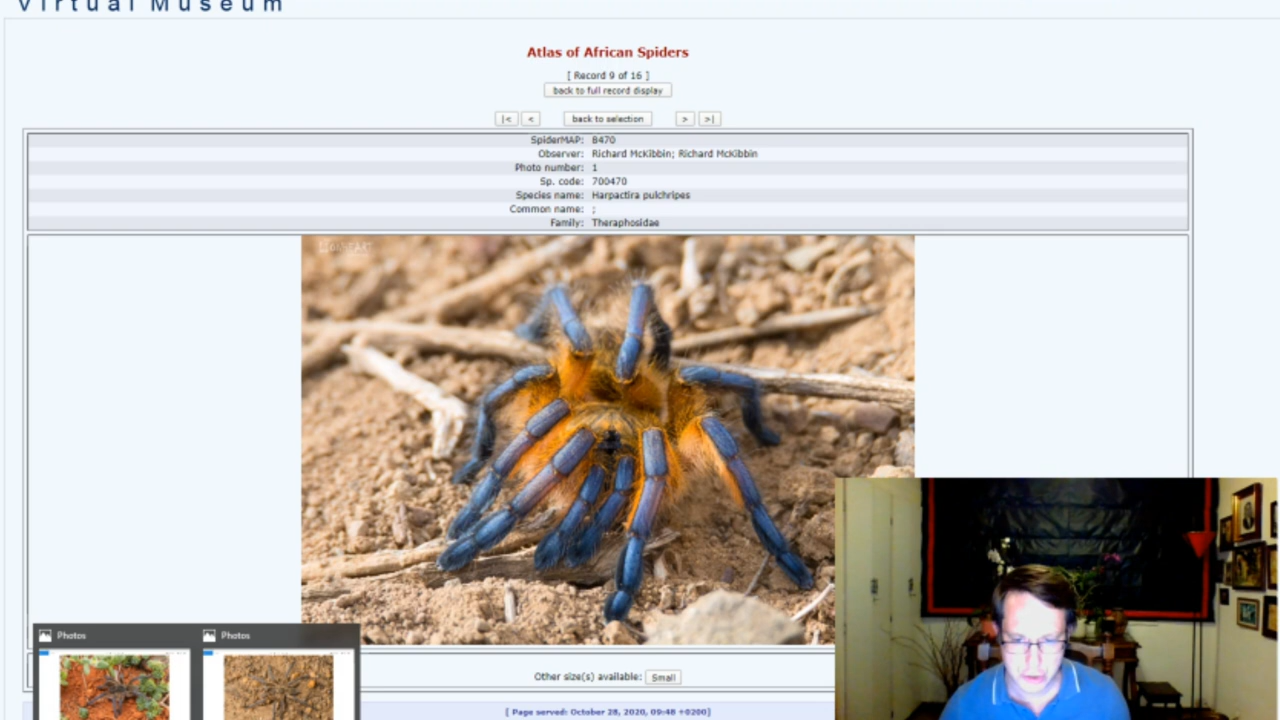 Virtual Museum
Atlas of African Spiders
[ Record 9 of 16 ]
back to full record display
|< < back to selection > >|
SpiderMAP: 8470
Observer: Richard McKibbin; Richard McKibbin
Photo number: 1
Sp. code: 700470
Species name: Harpactira pulchripes
Common name: ;
Family: Theraphosidae
Photos
Photos
Other size(s) available: Small
[ Page served: October 28, 2020, 09:48 +0200]